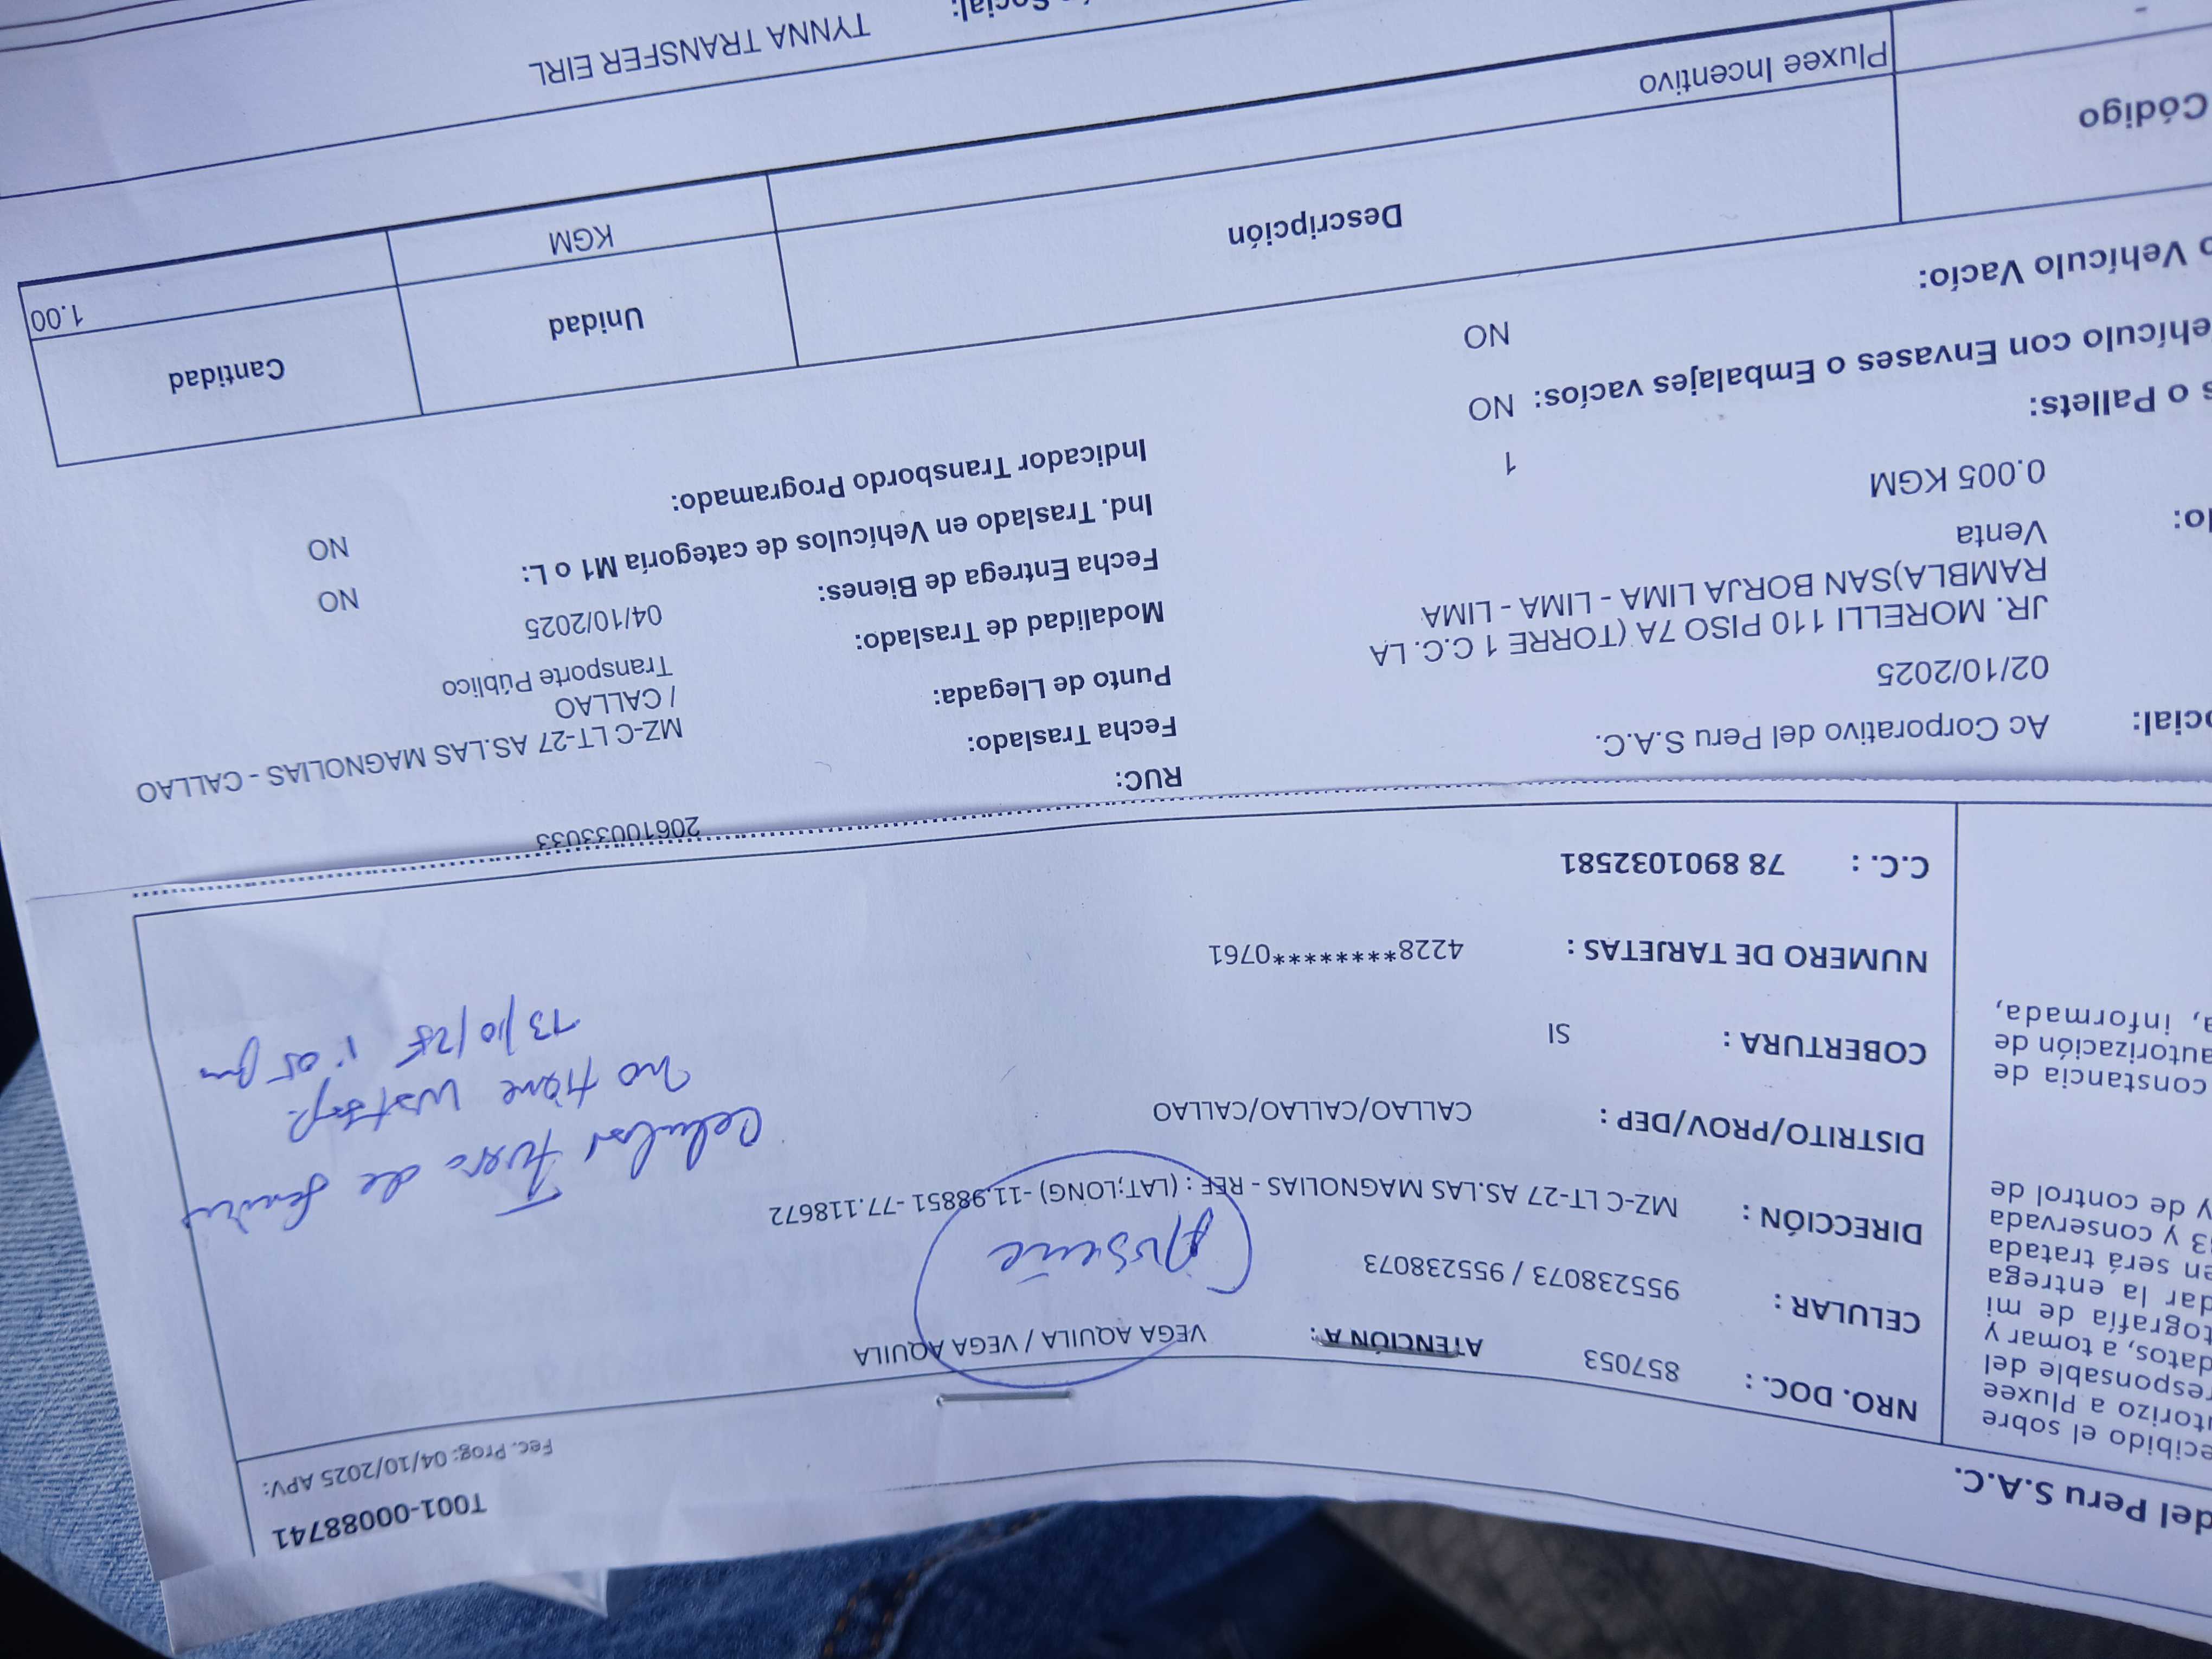 del Peru S.A.C.
T001-00088741
Fec. Prog: 04/10/2025 APV:
ecibido el sobre
utorizo a Pluxee
responsable del
datos, a tomar y
tografía de mi
dar la entrega
en será tratada
3 y conservada
y de control de
constancia de
autorización de
a, informada,
NRO. DOC. : 857053 ATENCIÓN A : VEGA AQUILA / VEGA AQUILA
CELULAR : 955238073 / 955238073
Ausente
DIRECCIÓN : MZ-C LT-27 AS.LAS MAGNOLIAS - REF : (LAT;LONG) -11.98851 -77.118672
DISTRITO/PROV/DEP : CALLAO/CALLAO/CALLAO
COBERTURA : SI
NUMERO DE TARJETAS : 4228*********0761
C.C. : 78 8901032581
Celular fuera de
no tiene
13/10/25 1:05 pm
ocial: Ac Corporativo del Peru S.A.C.
RUC: 20610033033
02/10/2025
Fecha Traslado:
JR. MORELLI 110 PISO 7A (TORRE 1 C.C. LA
RAMBLA)SAN BORJA LIMA - LIMA - LIMA
Punto de Llegada: MZ-C LT-27 AS.LAS MAGNOLIAS - CALLAO
/ CALLAO
Venta
Modalidad de Traslado: Transporte Público
lo: 0.005 KGM
Fecha Entrega de Bienes: 04/10/2025
s o Pallets: 1
Ind. Traslado en Vehículos de categoría M1 o L: NO
ehículo con Envases o Embalajes vacíos: NO
Indicador Transbordo Programado: NO
o Vehículo Vacío: NO
Código Descripción Unidad Cantidad
- Pluxee Incentivo KGM 1.00
Social: TYNNA TRANSFER EIRL